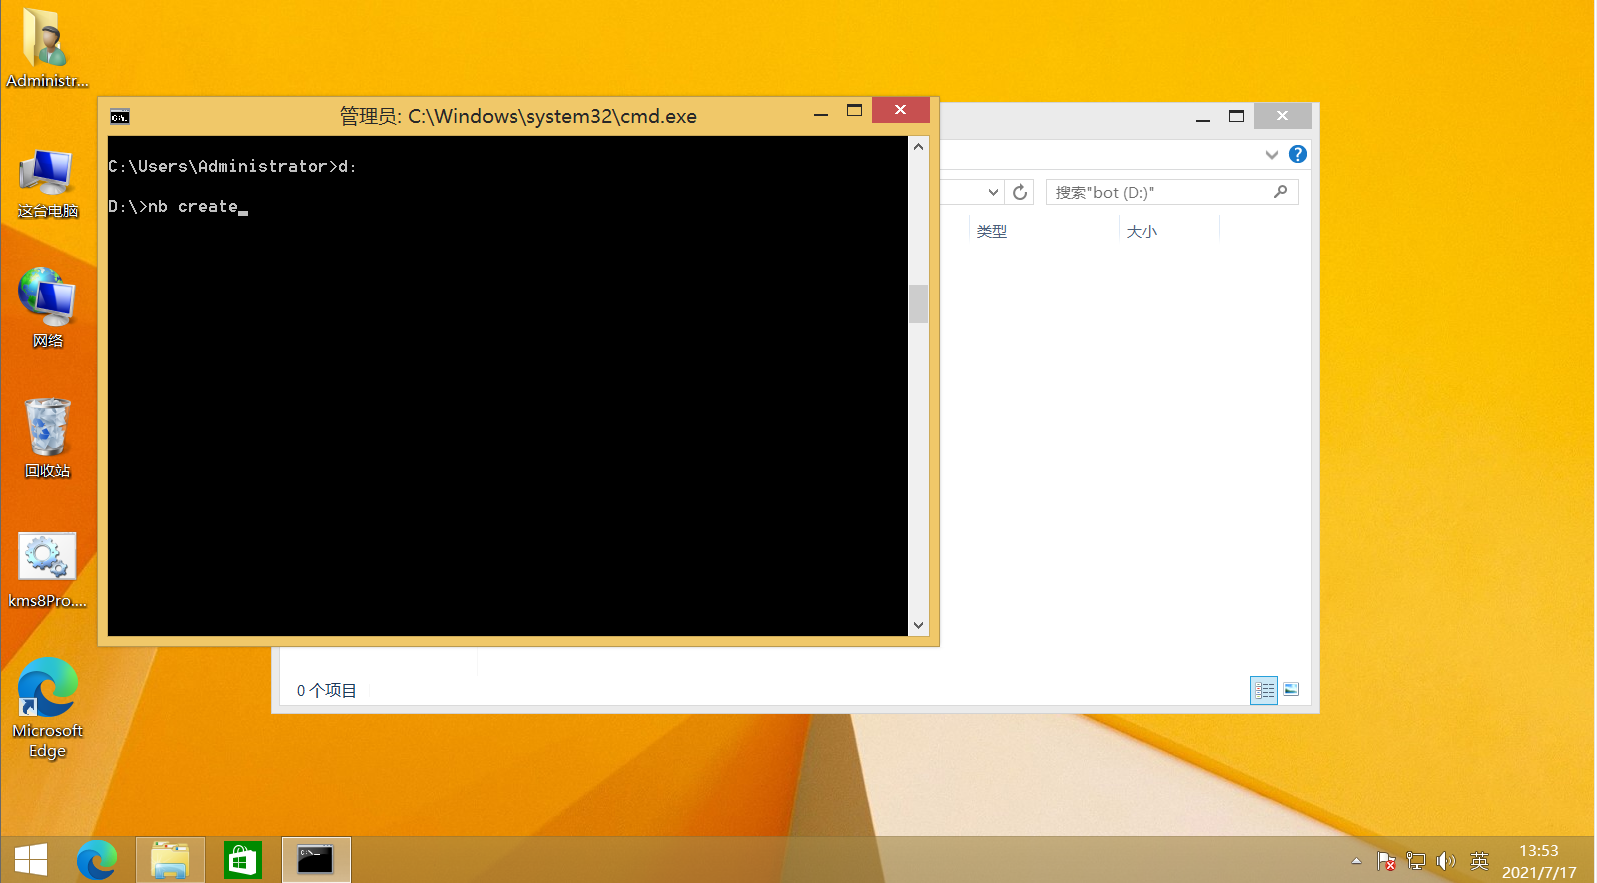 Administr...
这台电脑
网络
回收站
kms8Pro....
Microsoft
Edge
管理员: C:\Windows\system32\cmd.exe
C:\Users\Administrator>d:
D:\>nb create_
搜索"bot (D:)"
类型
大小
0 个项目
英
13:53
2021/7/17